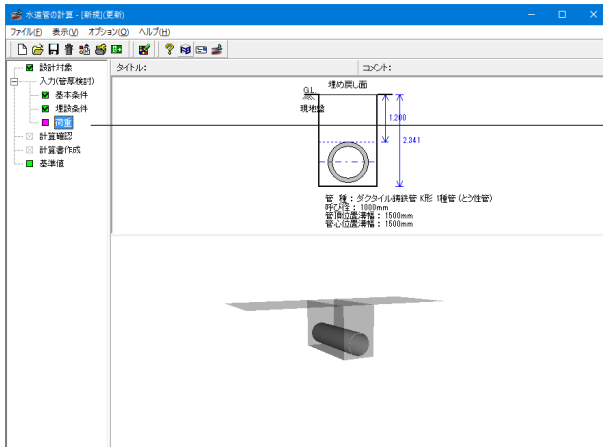 水道管の計算 - [新規](更新)
ファイル(F) 表示(V) オプション(O) ヘルプ(H)
設計対象
入力(管厚検討)
基本条件
埋設条件
荷重
計算確認
計算書作成
基準値
タイトル:
コメント:
埋め戻し面
G.L.
現地盤
1.200
2.341
管 種 : ダクタイル鋳鉄管 K形 1種管 (とう性管)
呼び径 : 1000mm
管頂位置溝幅 : 1500mm
管心位置溝幅 : 1500mm